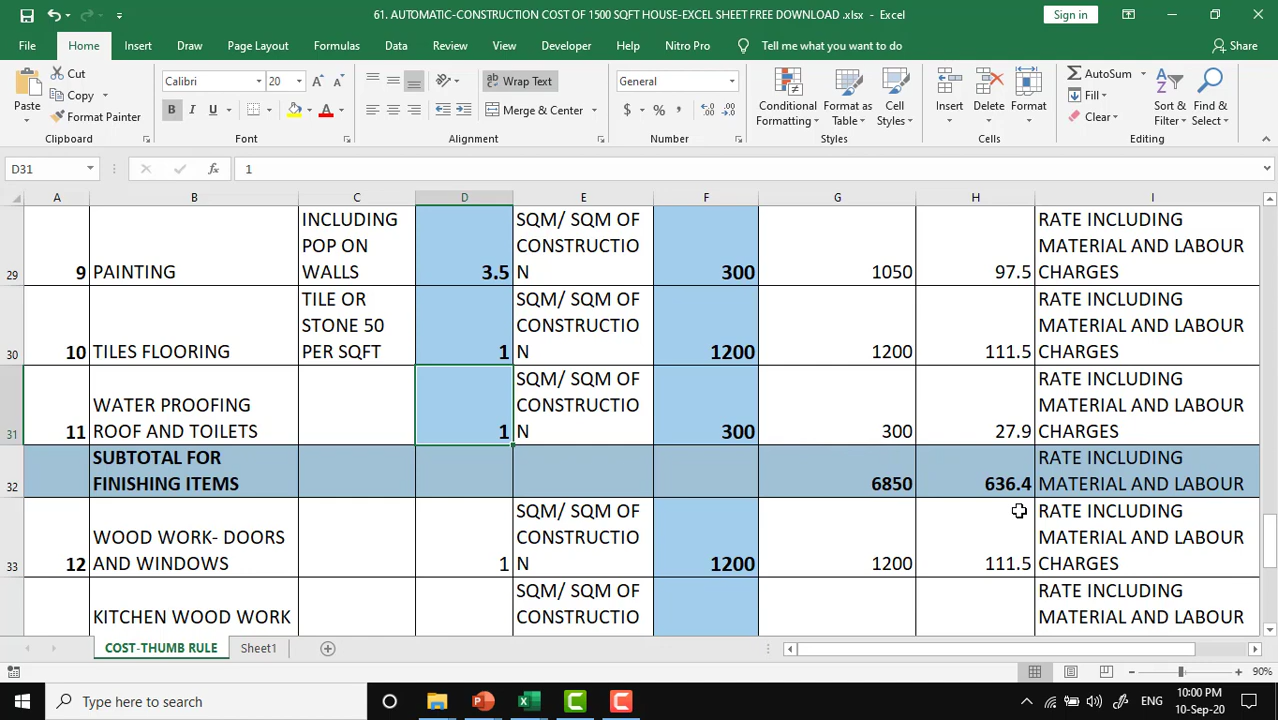 61. AUTOMATIC-CONSTRUCTION COST OF 1500 SQFT HOUSE-EXCEL SHEET FREE DOWNLOAD .xlsx - Excel
Sign in
File Home Insert Draw Page Layout Formulas Data Review View Developer Help Nitro Pro Tell me what you want to do Share
Paste
Cut
Copy
Format Painter
Clipboard
Calibri 20
B I U
Font
Wrap Text
Merge & Center
Alignment
General
Number
Conditional Formatting
Format as Table
Cell Styles
Styles
Insert
Delete
Format
Cells
AutoSum
Fill
Clear
Sort & Filter
Find & Select
Editing
D31 fx 1
A B C D E F G H I
29 9 PAINTING INCLUDING POP ON WALLS 3.5 SQM/ SQM OF CONSTRUCTIO N 300 1050 97.5 RATE INCLUDING MATERIAL AND LABOUR CHARGES
30 10 TILES FLOORING TILE OR STONE 50 PER SQFT 1 SQM/ SQM OF CONSTRUCTIO N 1200 1200 111.5 RATE INCLUDING MATERIAL AND LABOUR CHARGES
31 11 WATER PROOFING ROOF AND TOILETS 1 SQM/ SQM OF CONSTRUCTIO N 300 300 27.9 RATE INCLUDING MATERIAL AND LABOUR CHARGES
32 SUBTOTAL FOR FINISHING ITEMS 6850 636.4 RATE INCLUDING MATERIAL AND LABOUR
33 12 WOOD WORK- DOORS AND WINDOWS 1 SQM/ SQM OF CONSTRUCTIO N 1200 1200 111.5 RATE INCLUDING MATERIAL AND LABOUR CHARGES
KITCHEN WOOD WORK SQM/ SQM OF CONSTRUCTIO RATE INCLUDING MATERIAL AND LABOUR
COST-THUMB RULE Sheet1
90%
Type here to search
ENG
10:00 PM
10-Sep-20